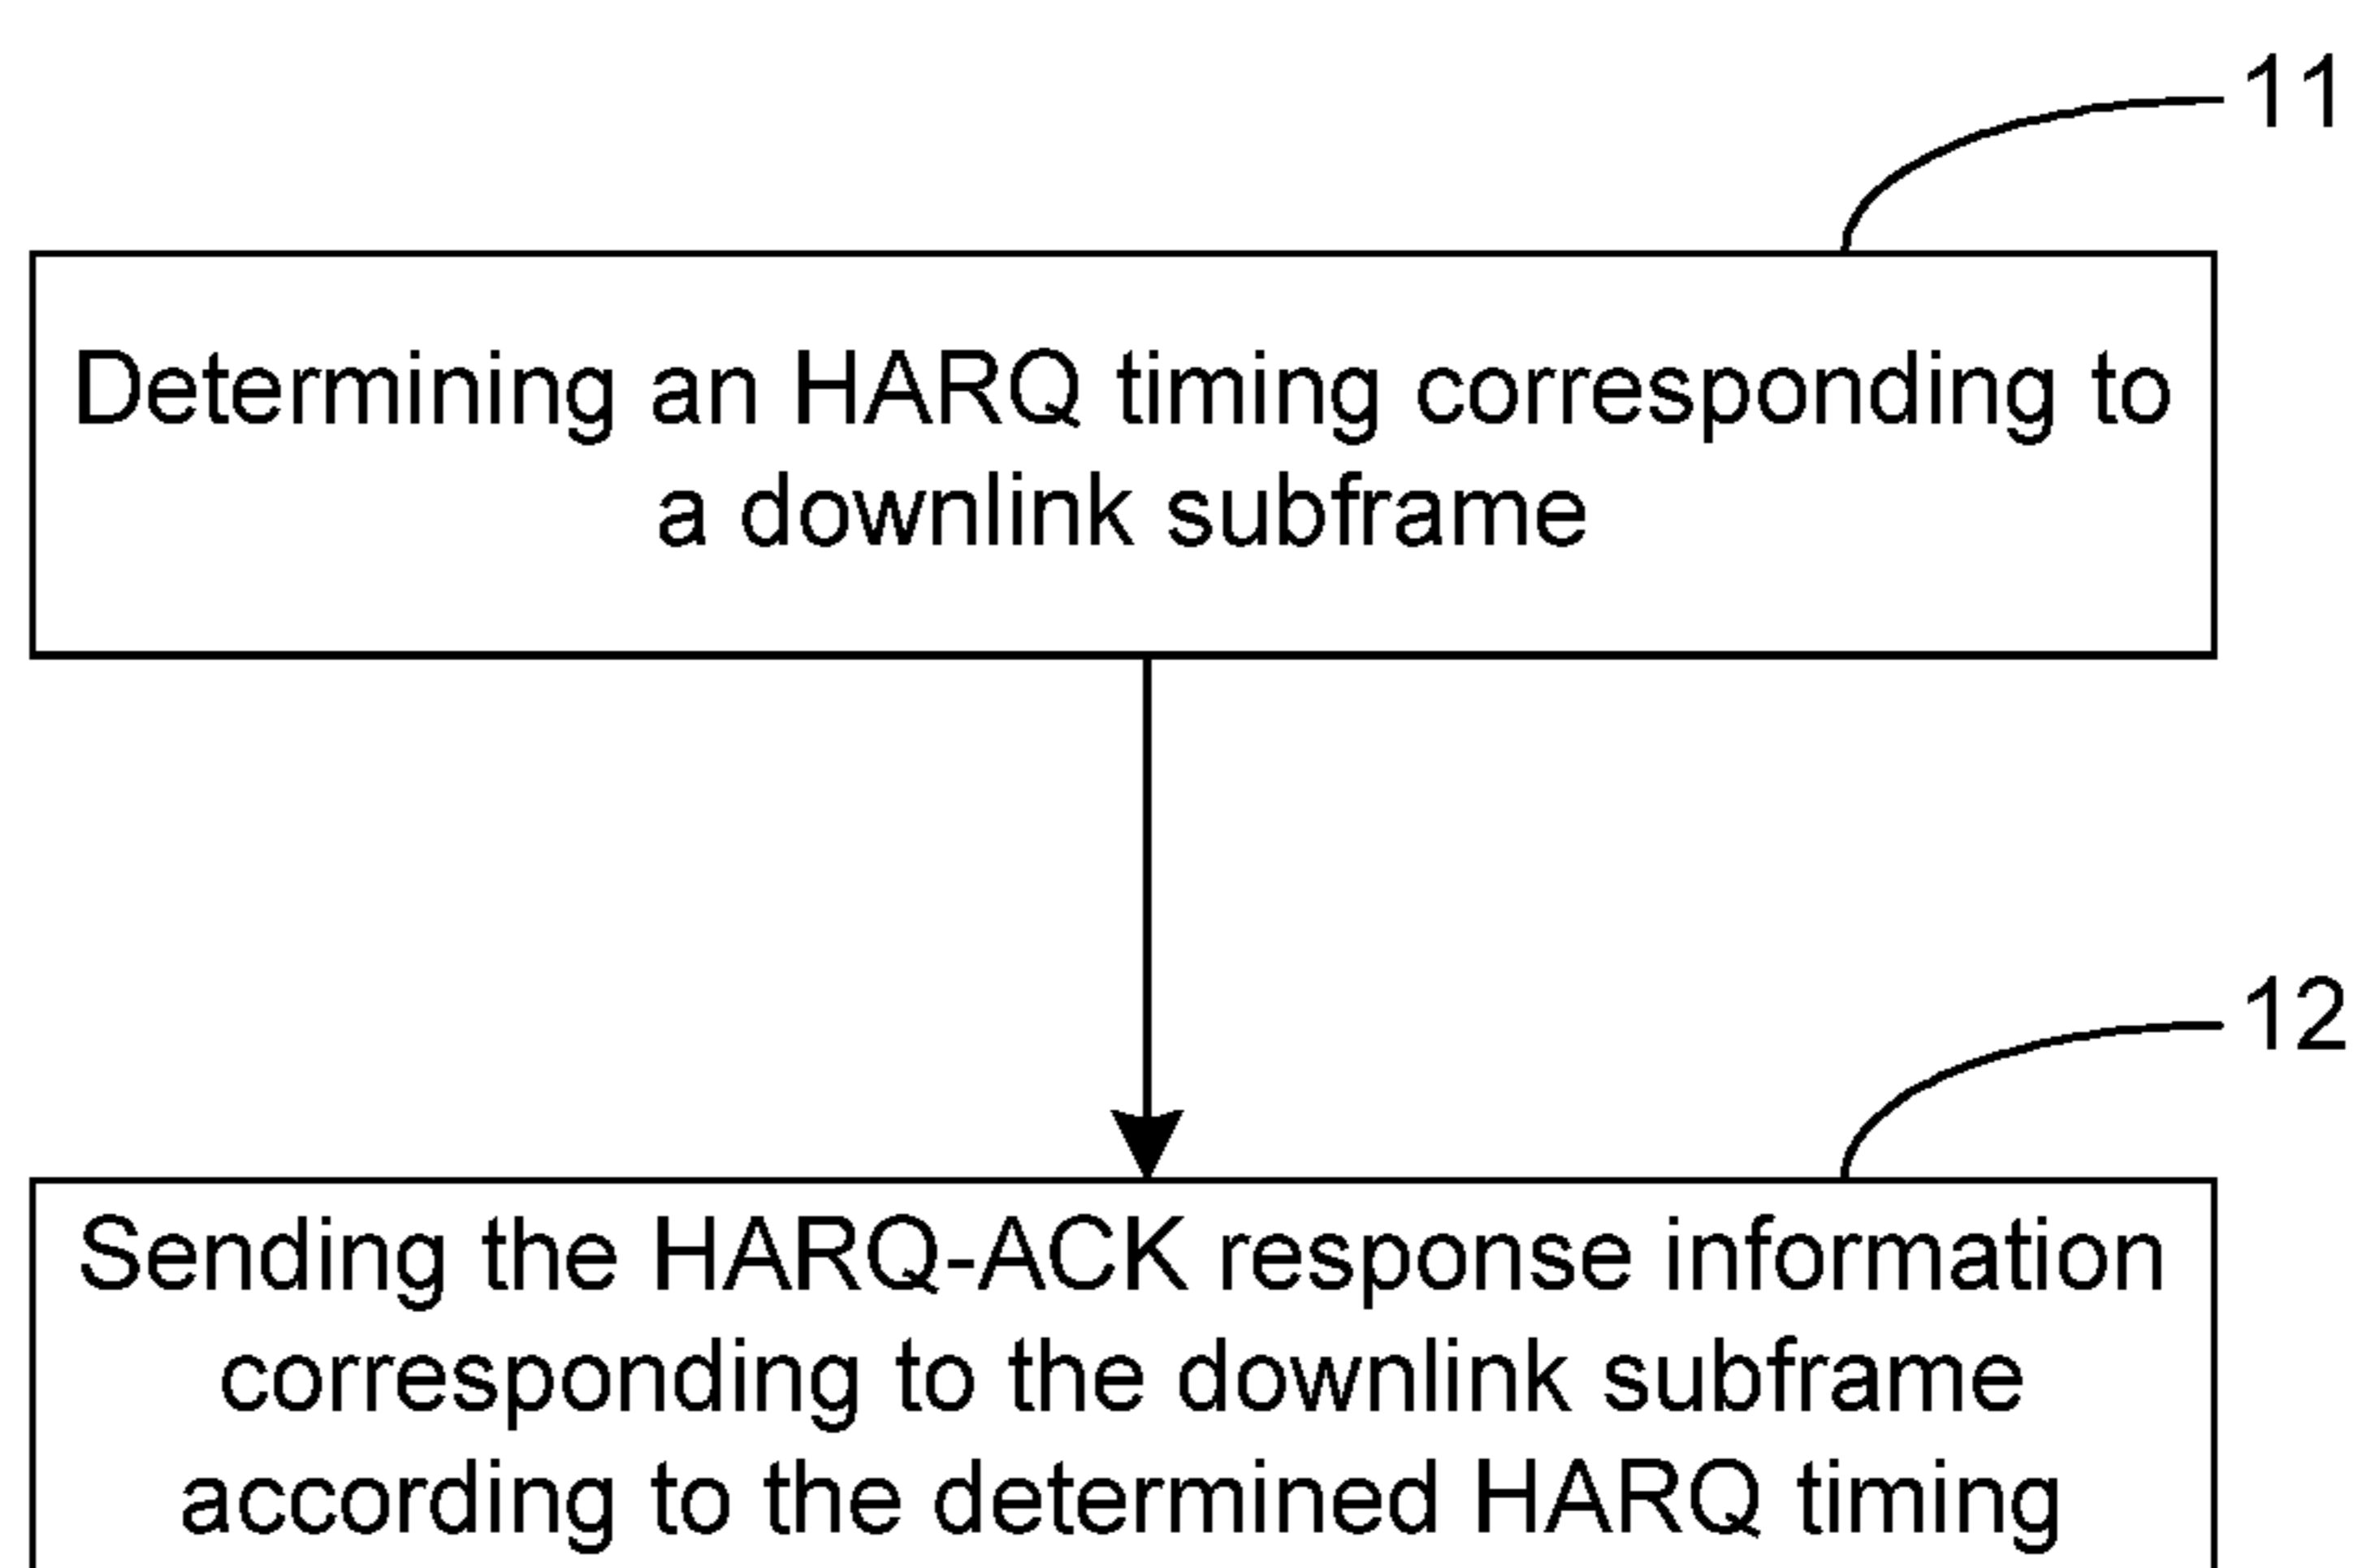 11
Determining an HARQ timing corresponding to
a downlink subframe
12
Sending the HARQ-ACK response information
corresponding to the downlink subframe
according to the determined HARQ timing